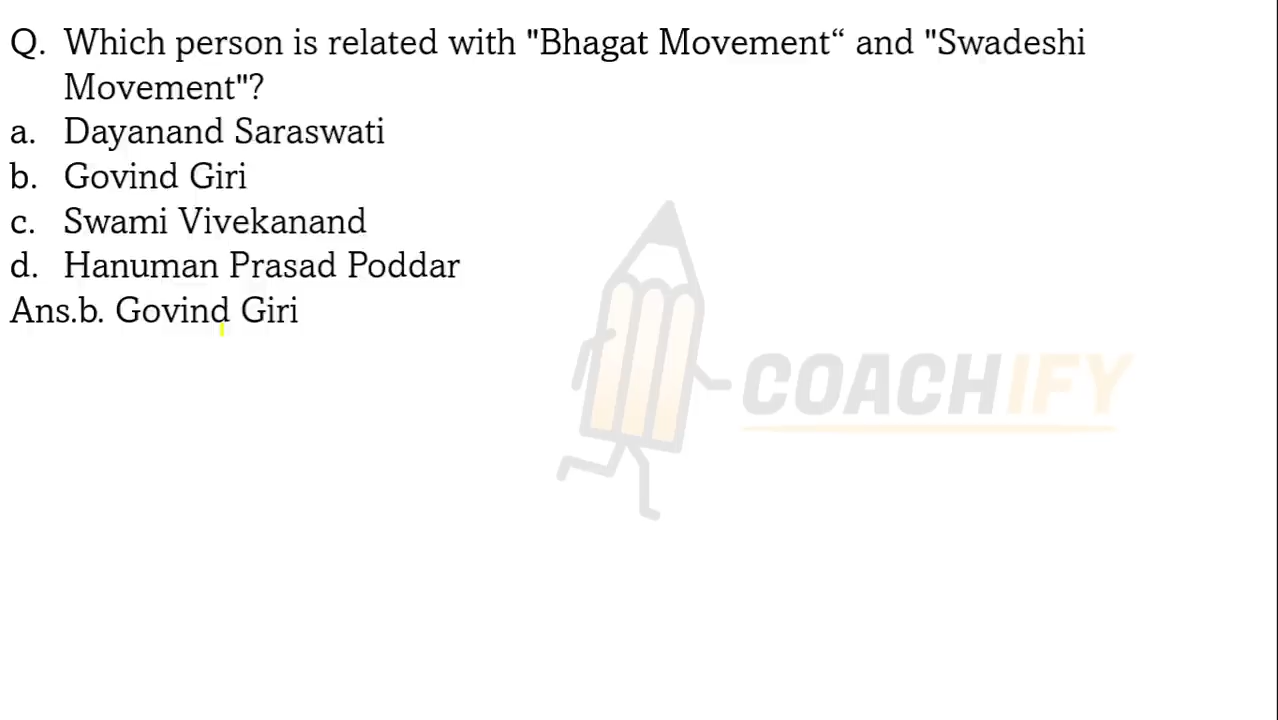 Q. Which person is related with "Bhagat Movement“ and "Swadeshi
Movement"?
a. Dayanand Saraswati
b. Govind Giri
c. Swami Vivekanand
d. Hanuman Prasad Poddar
Ans.b. Govind Giri
COACHIFY